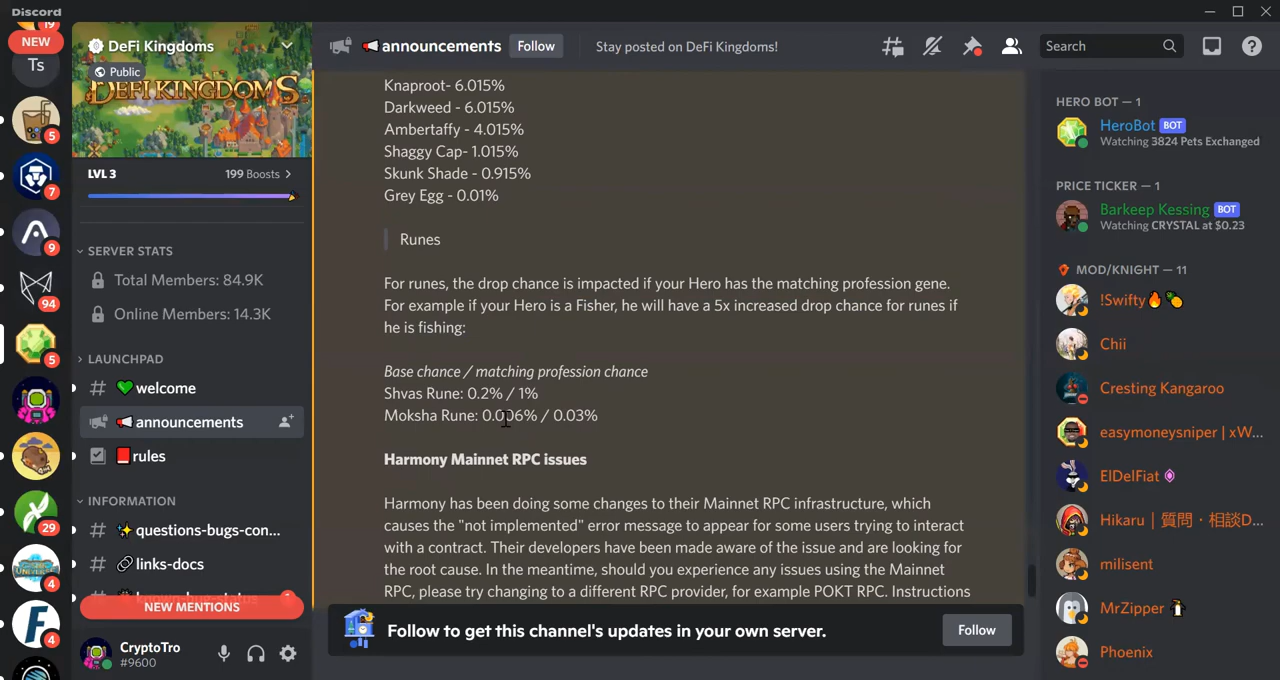 Discord
19
NEW
Ts
5
7
9
94
5
29
4
4
DeFi Kingdoms
Public
DEFI KINGDOMS
LVL 3
199 Boosts
SERVER STATS
Total Members: 84.9K
Online Members: 14.3K
LAUNCHPAD
# 💚welcome
📢announcements
📕rules
INFORMATION
# ✨questions-bugs-con...
# 🔗links-docs
NEW MENTIONS
CryptoTro
#9600
📢announcements
Follow
Stay posted on DeFi Kingdoms!
Search
Knaproot- 6.015%
Darkweed - 6.015%
Ambertaffy - 4.015%
Shaggy Cap- 1.015%
Skunk Shade - 0.915%
Grey Egg - 0.01%
Runes
For runes, the drop chance is impacted if your Hero has the matching profession gene.
For example if your Hero is a Fisher, he will have a 5x increased drop chance for runes if
he is fishing:
Base chance / matching profession chance
Shvas Rune: 0.2% / 1%
Moksha Rune: 0.006% / 0.03%
Harmony Mainnet RPC issues
Harmony has been doing some changes to their Mainnet RPC infrastructure, which
causes the "not implemented" error message to appear for some users trying to interact
with a contract. Their developers have been made aware of the issue and are looking for
the root cause. In the meantime, should you experience any issues using the Mainnet
RPC, please try changing to a different RPC provider, for example POKT RPC. Instructions
Follow to get this channel's updates in your own server.
Follow
HERO BOT — 1
HeroBot BOT
Watching 3824 Pets Exchanged
PRICE TICKER — 1
Barkeep Kessing BOT
Watching CRYSTAL at $0.23
MOD/KNIGHT — 11
!Swifty🔥🍍
Chii
Cresting Kangaroo
easymoneysniper | xW...
ElDelFiat
Hikaru｜質問・相談D...
milisent
MrZipper 🐧
Phoenix